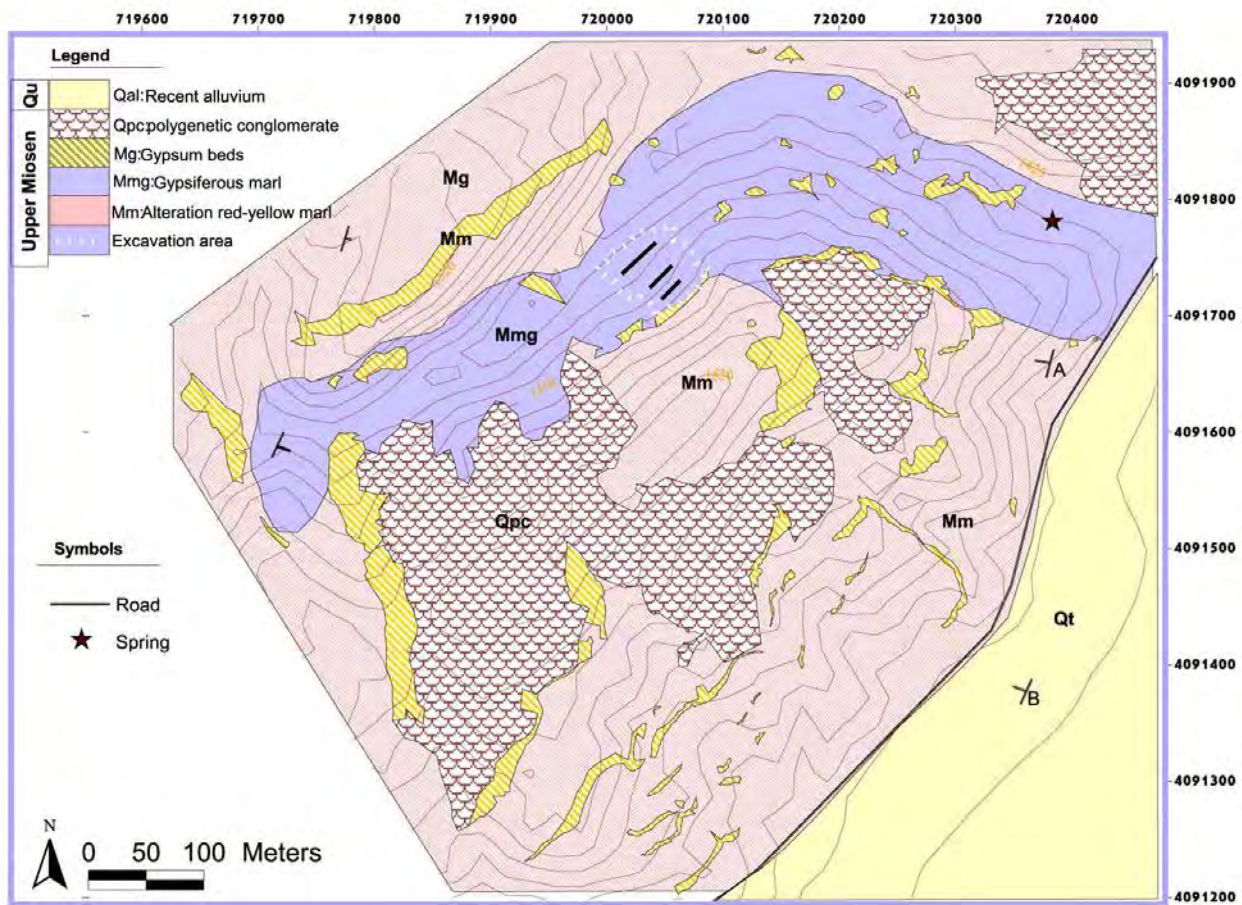 719600 719700 719800 719900 720000 720100 720200 720300 720400
Legend
Qu
Upper Miosen
Qal:Recent alluvium
Qpc:polygenetic conglomerate
Mg:Gypsum beds
Mmg:Gypsiferous marl
Mm:Alteration red-yellow marl
Excavation area
4091900
4091800
4091700
4091600
4091500
4091400
4091300
4091200
Mg
Mm
Mmg
Mm
A
Qpc
Mm
Qt
B
Symbols
Road
Spring
N
0 50 100 Meters